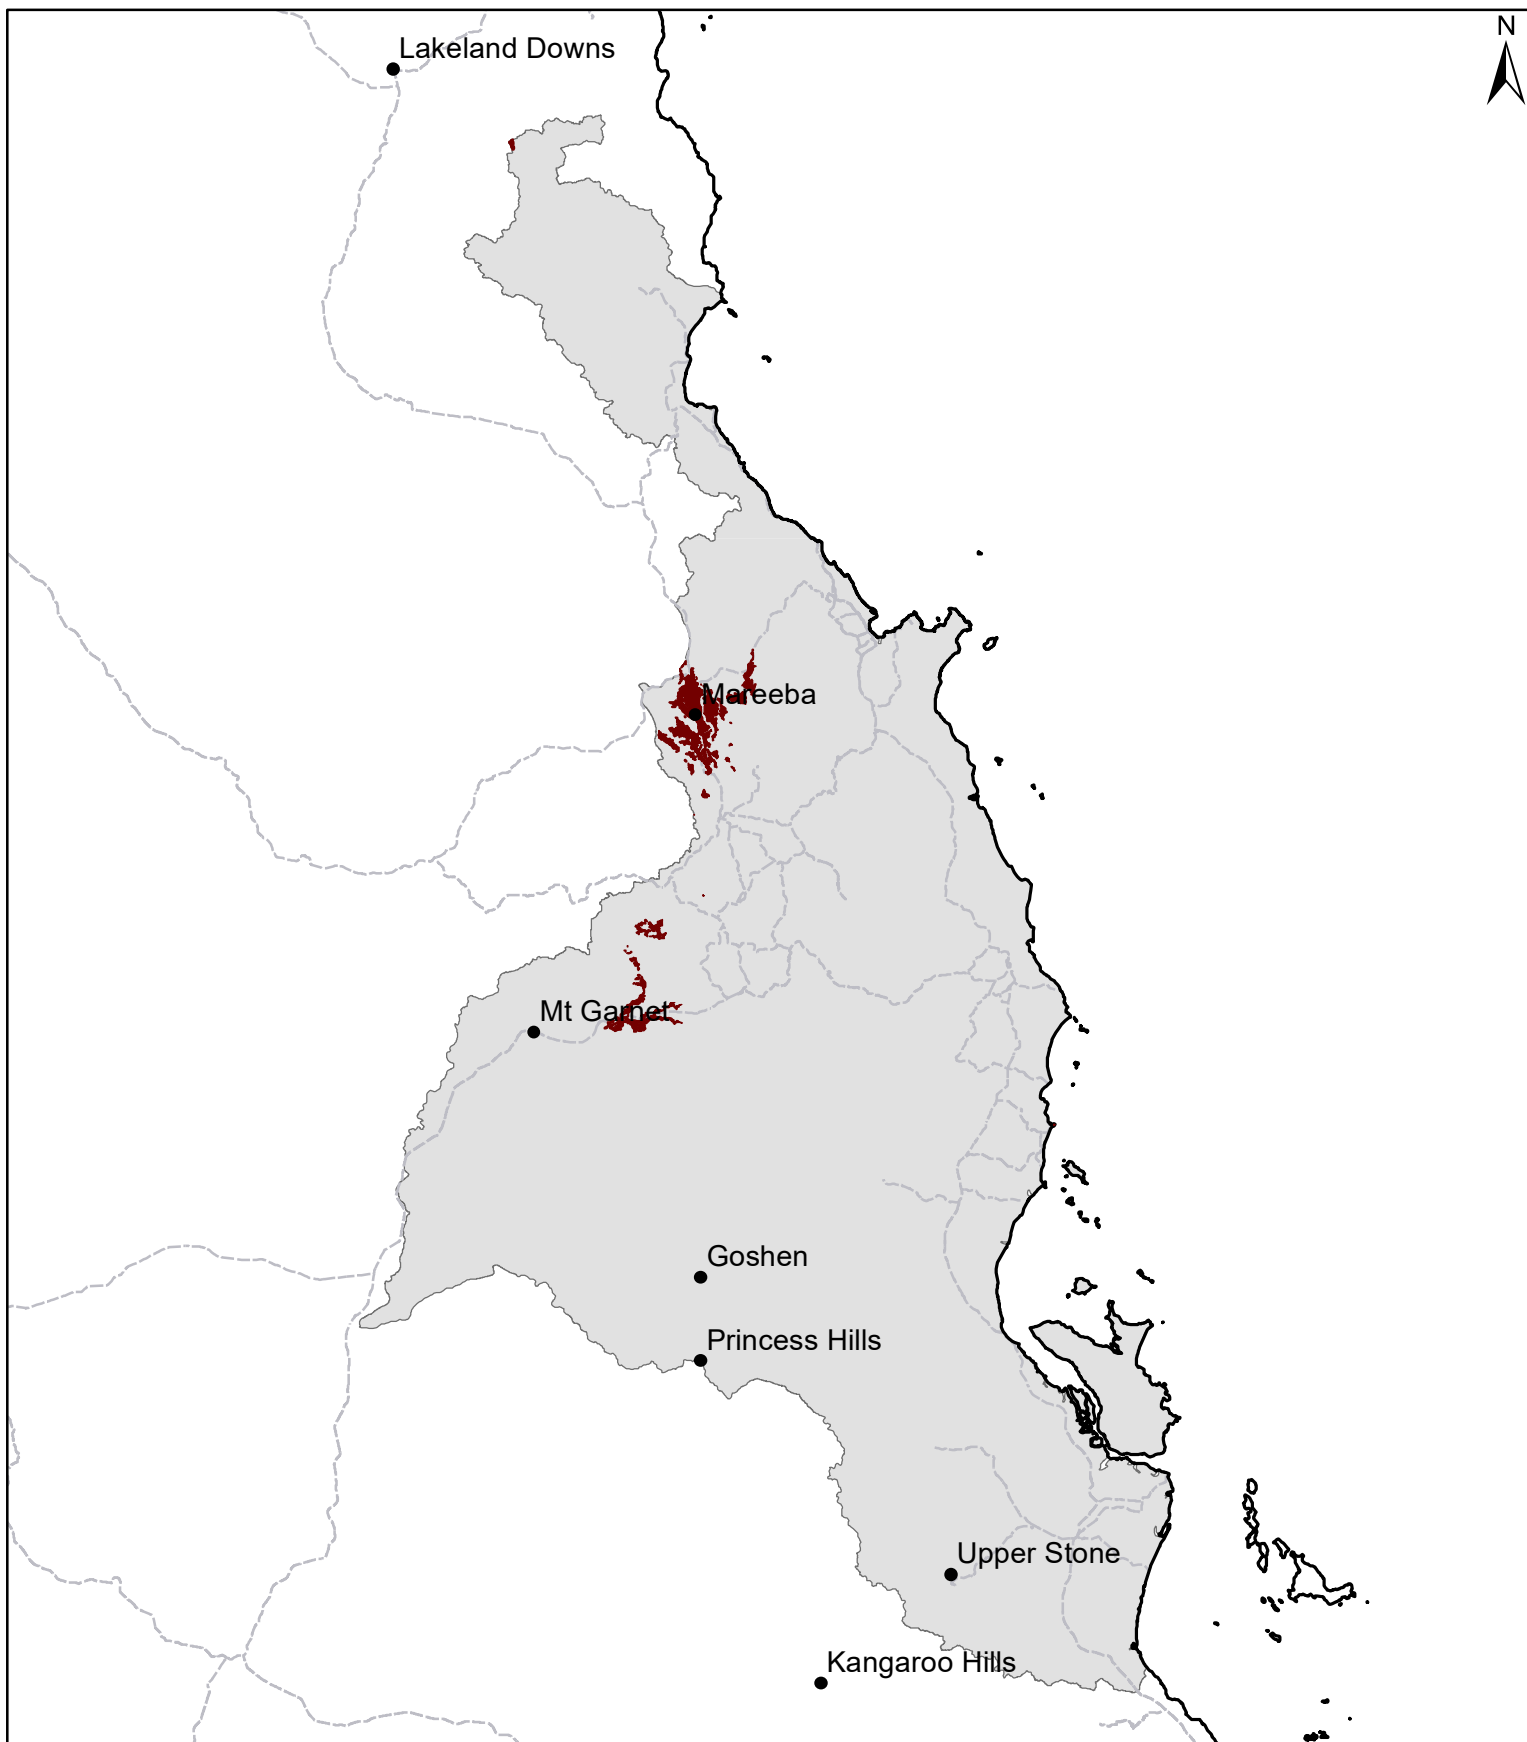 N
Lakeland Downs
Mareeba
Mt Garnet
Goshen
Princess Hills
Upper Stone
Kangaroo Hills